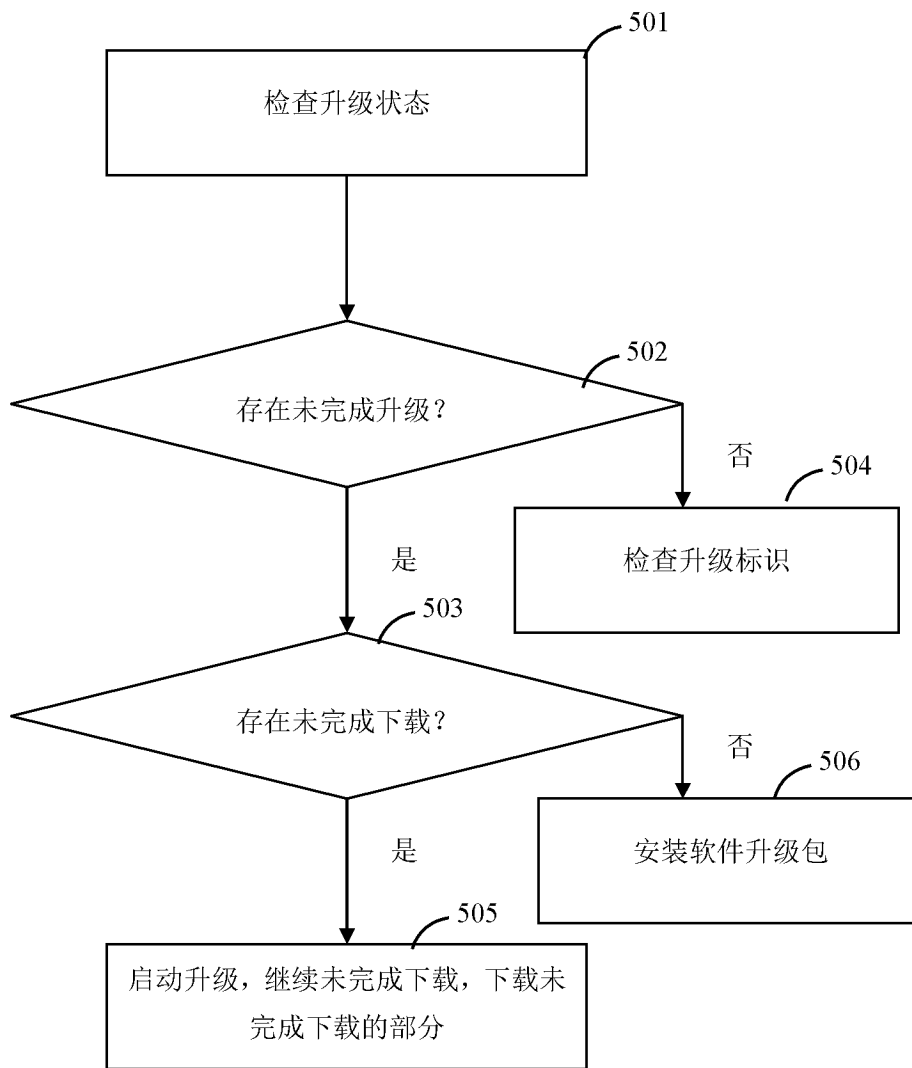 501
检查升级状态
502
存在未完成升级？
否
504
检查升级标识
是
503
存在未完成下载？
否
506
安装软件升级包
是
505
启动升级，继续未完成下载，下载未
完成下载的部分